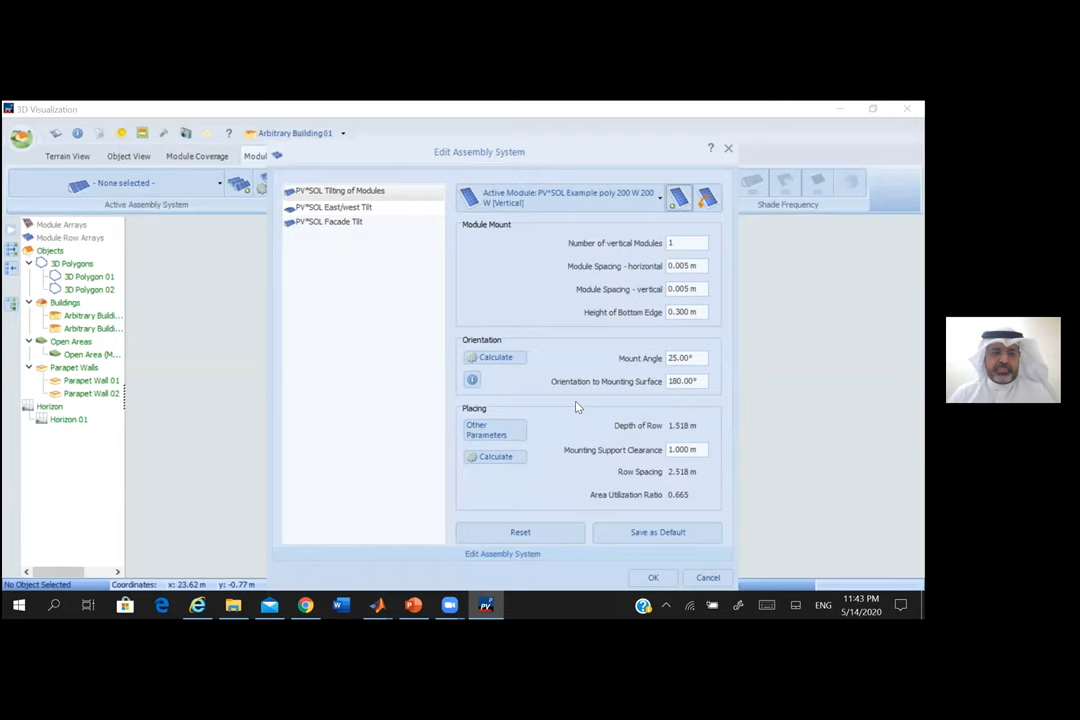 3D Visualization
? Arbitrary Building 01
Terrain View Object View Module Coverage Modul
- None selected -
Active Assembly System
Shade Frequency
Module Arrays
Module Row Arrays
Objects
3D Polygons
3D Polygon 01
3D Polygon 02
Buildings
Arbitrary Buildi...
Arbitrary Buildi...
Open Areas
Open Area (M...
Parapet Walls
Parapet Wall 01
Parapet Wall 02
Horizon
Horizon 01
Edit Assembly System
?
PV*SOL Tilting of Modules
PV*SOL East/west Tilt
PV*SOL Facade Tilt
Active Module: PV*SOL Example poly 200 W 200
W [Vertical]
Module Mount
Number of vertical Modules 1
Module Spacing - horizontal 0.005 m
Module Spacing - vertical 0.005 m
Height of Bottom Edge 0.300 m
Orientation
Calculate
Mount Angle 25.00°
Orientation to Mounting Surface 180.00°
Placing
Other
Parameters
Depth of Row 1.518 m
Calculate
Mounting Support Clearance 1.000 m
Row Spacing 2.518 m
Area Utilization Ratio 0.665
Reset Save as Default
Edit Assembly System
OK Cancel
No Object Selected Coordinates: x: 23.62 m y: -0.77 m
ENG 11:43 PM
5/14/2020